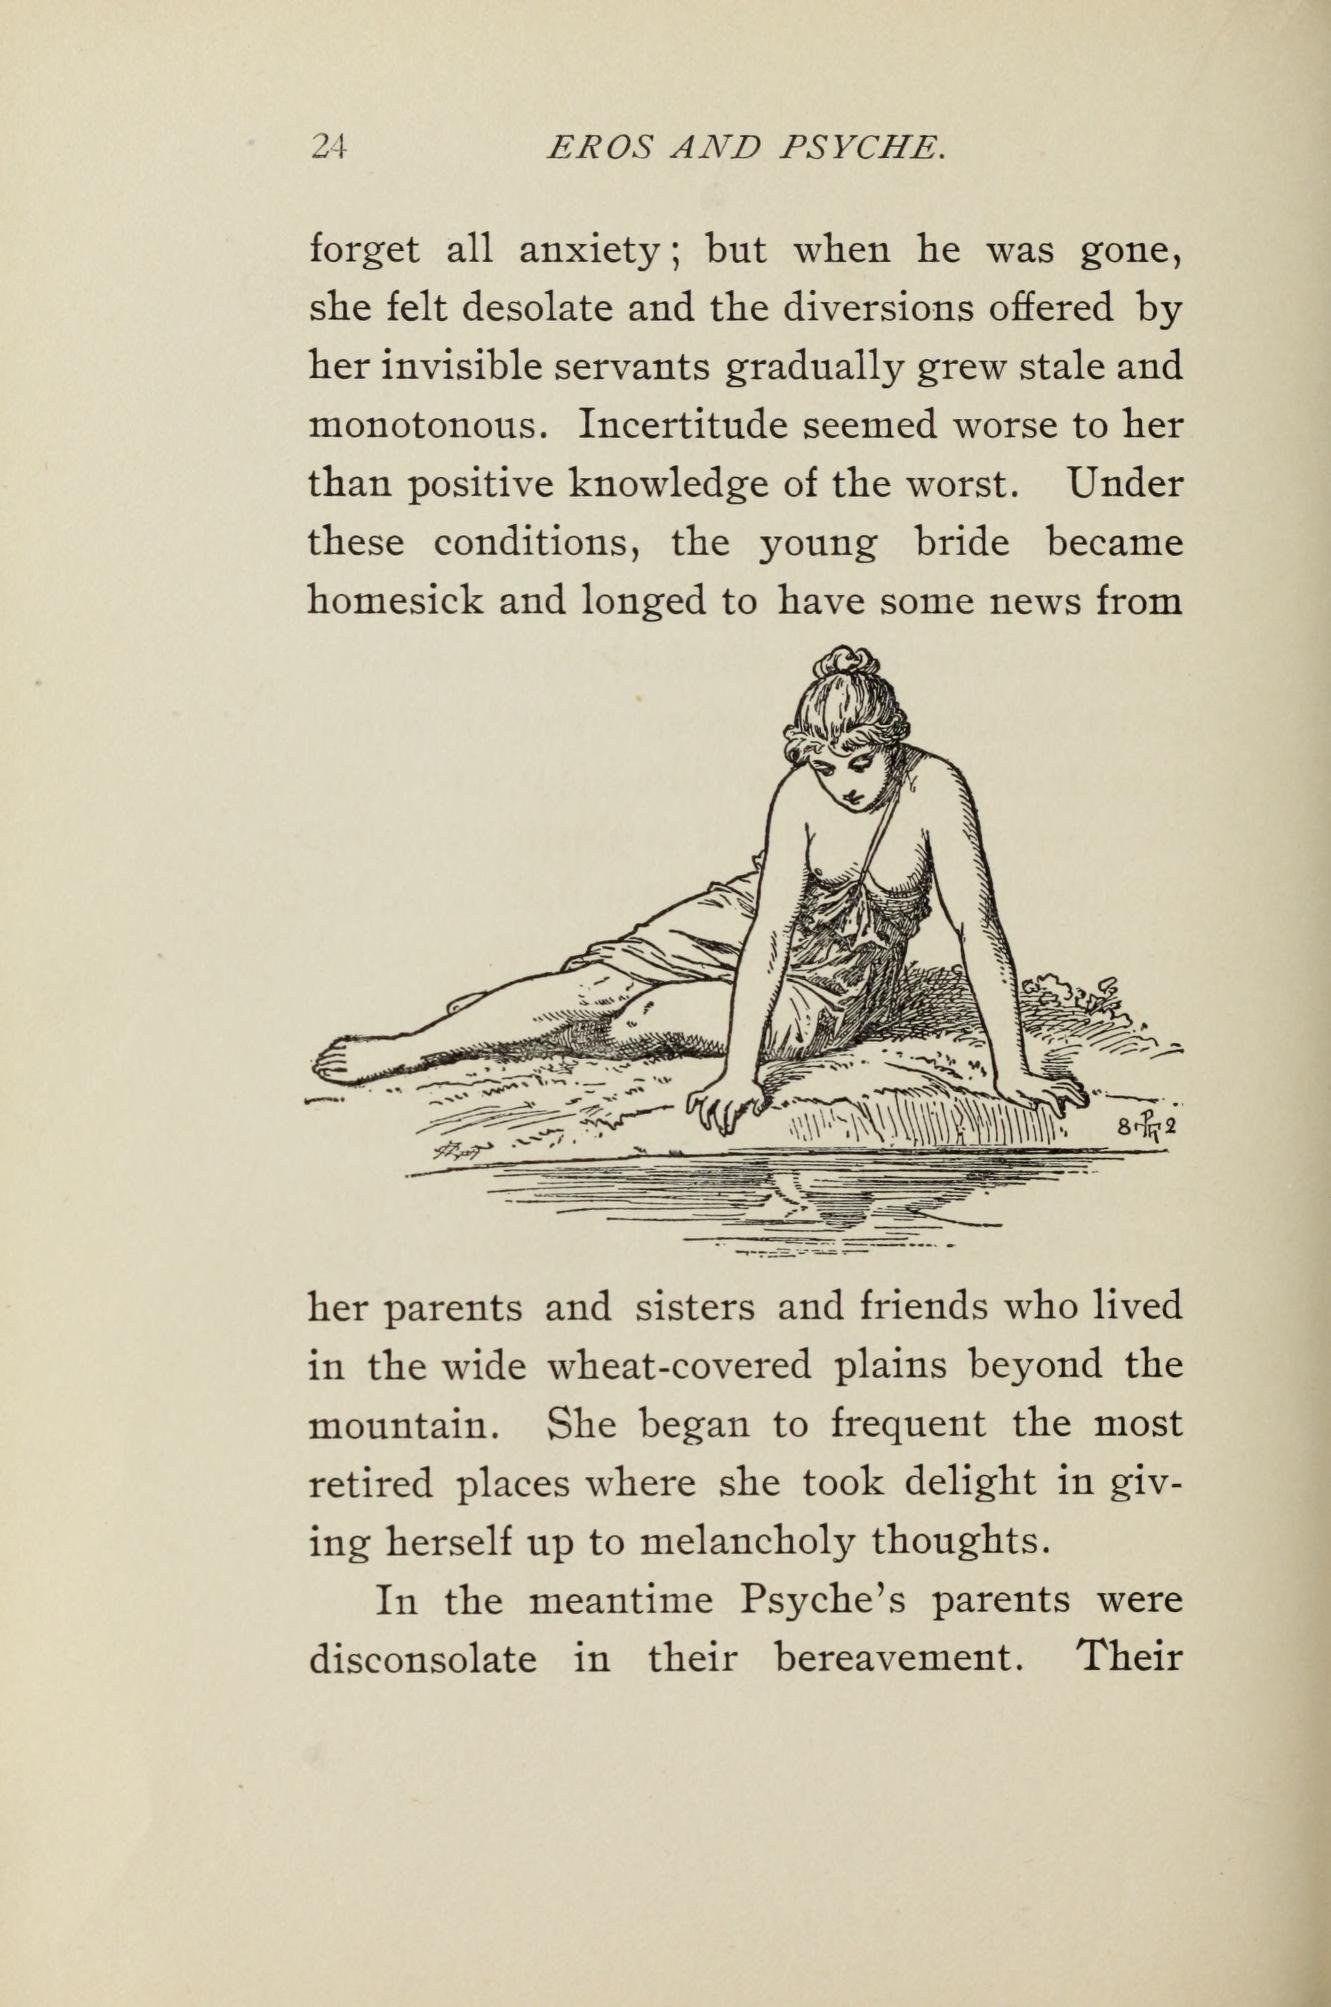 24 EROS AND PSYCHE.
forget all anxiety; but when he was gone,
she felt desolate and the diversions offered by
her invisible servants gradually grew stale and
monotonous. Incertitude seemed worse to her
than positive knowledge of the worst. Under
these conditions, the young bride became
homesick and longed to have some news from
her parents and sisters and friends who lived
in the wide wheat-covered plains beyond the
mountain. She began to frequent the most
retired places where she took delight in giv-
ing herself up to melancholy thoughts.
In the meantime Psyche's parents were
disconsolate in their bereavement. Their